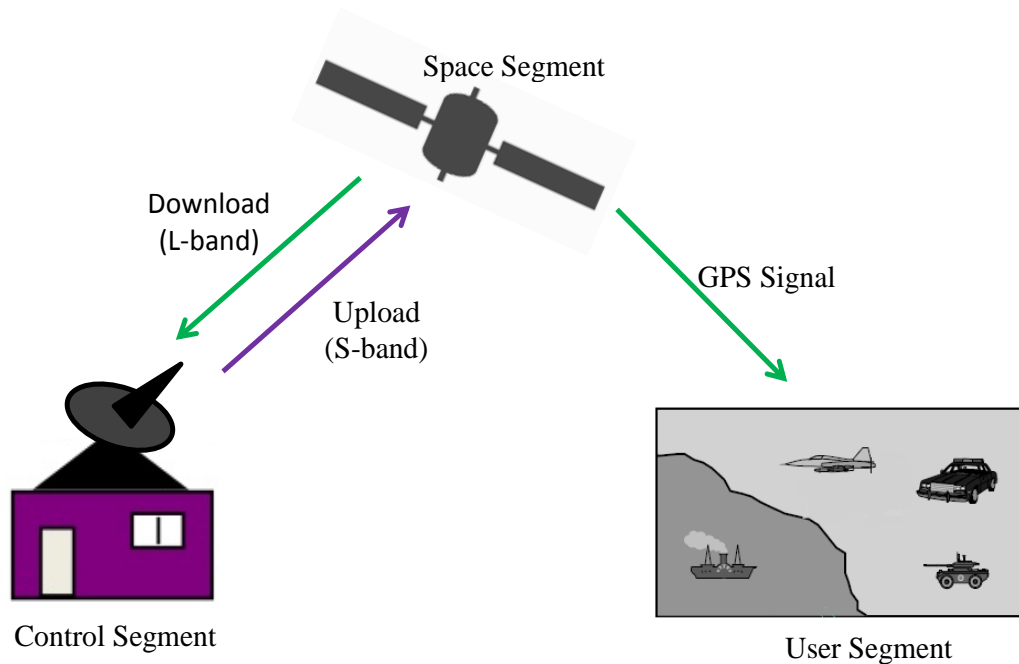 Space Segment
Download
(L-band)
GPS Signal
Upload
(S-band)
Control Segment
User Segment